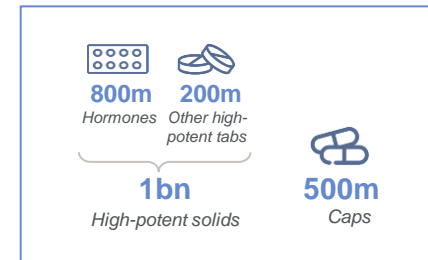 800m
Hormones
200m
Other high-
potent tabs
1bn
High-potent solids
500m
Caps